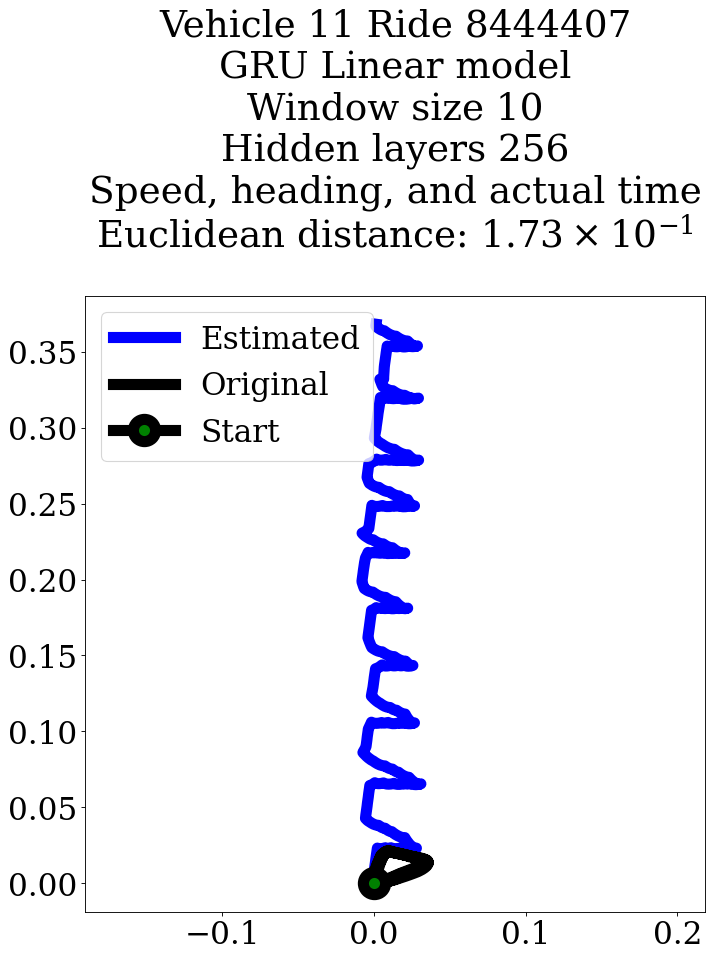 Vehicle 11 Ride 8444407
GRU Linear model
Window size 10
Hidden layers 256
Speed, heading, and actual time
Euclidean distance: 1.73 × 10⁻¹
Estimated
Original
Start
0.35
0.30
0.25
0.20
0.15
0.10
0.05
0.00
−0.1
0.0
0.1
0.2